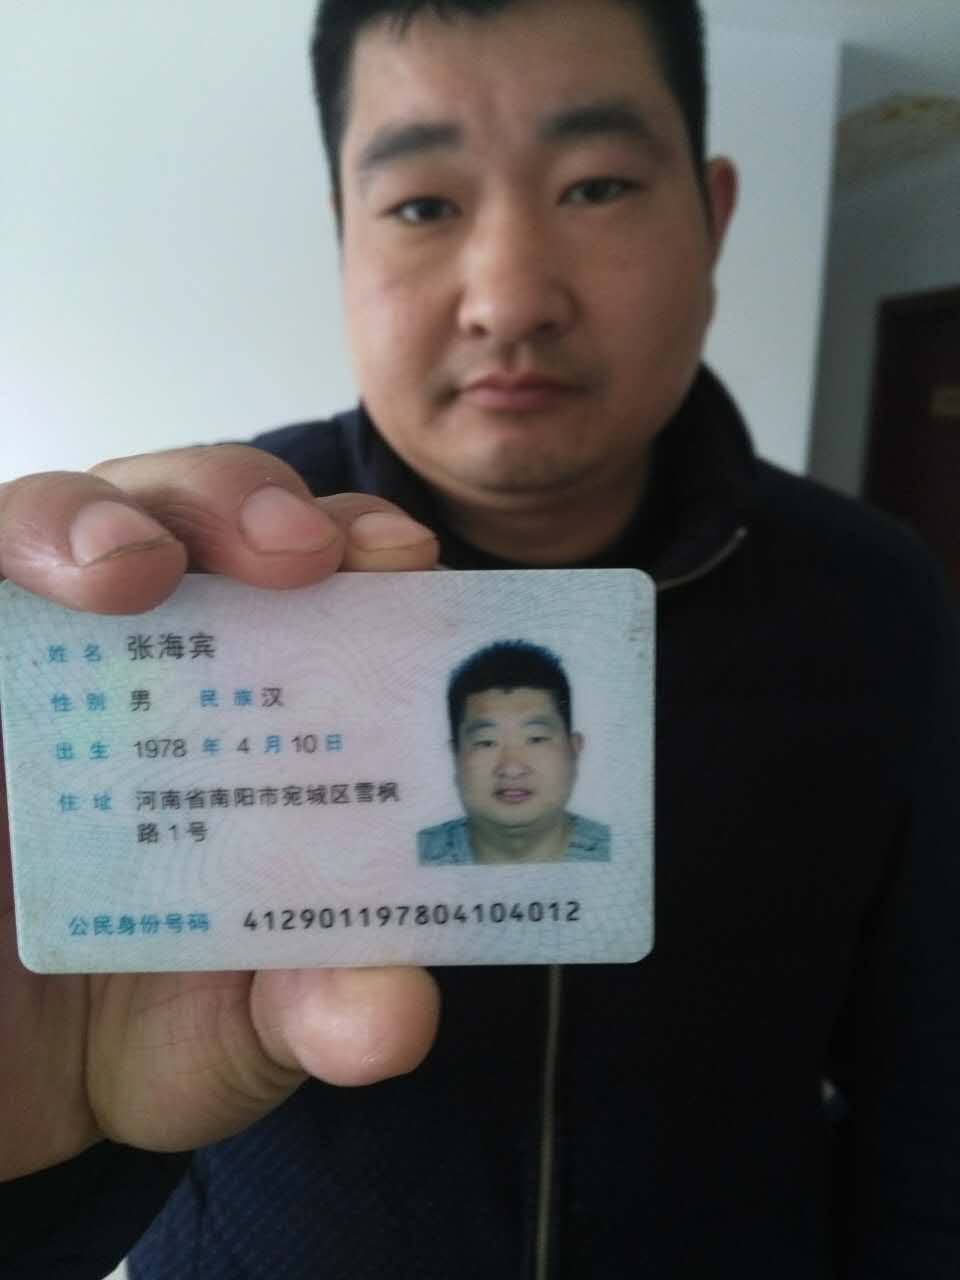 姓名 张海宾
性别 男 民族 汉
出生 1978 年 4 月 10 日
住址 河南省南阳市宛城区雪枫
路1号
公民身份号码 412901197804104012